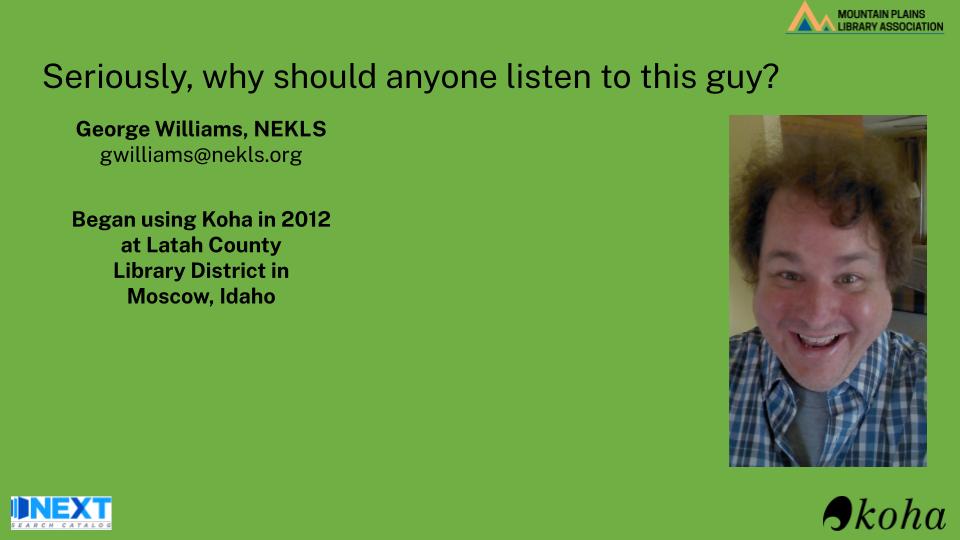 MOUNTAIN PLAINS
LIBRARY ASSOCIATION
Seriously, why should anyone listen to this guy?
George Williams, NEKLS
gwilliams@nekls.org
Began using Koha in 2012
at Latah County
Library District in
Moscow, Idaho
NEXT
SEARCH CATALOG
koha